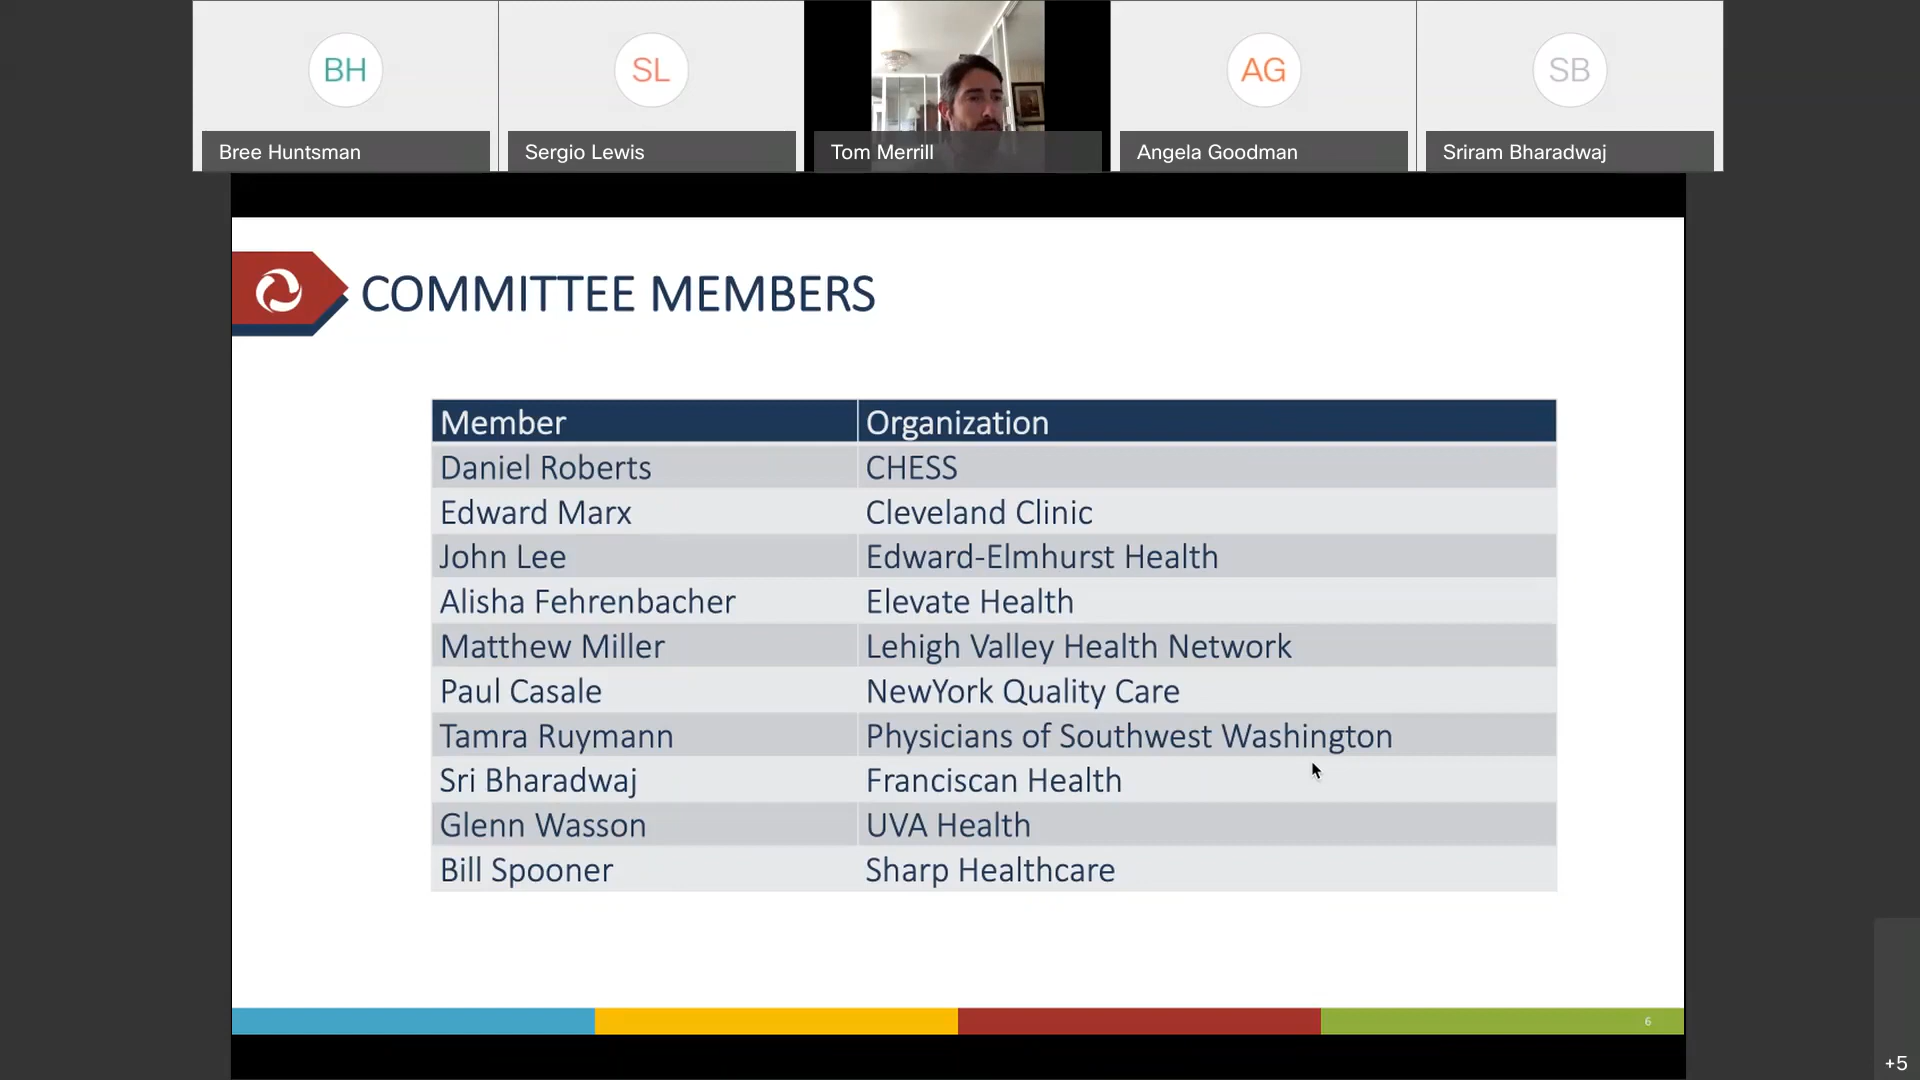 BH
SL
AG
SB
Bree Huntsman
Sergio Lewis
Tom Merrill
Angela Goodman
Sriram Bharadwaj
COMMITTEE MEMBERS
Member Organization
Daniel Roberts CHESS
Edward Marx Cleveland Clinic
John Lee Edward-Elmhurst Health
Alisha Fehrenbacher Elevate Health
Matthew Miller Lehigh Valley Health Network
Paul Casale NewYork Quality Care
Tamra Ruymann Physicians of Southwest Washington
Sri Bharadwaj Franciscan Health
Glenn Wasson UVA Health
Bill Spooner Sharp Healthcare
6
+5